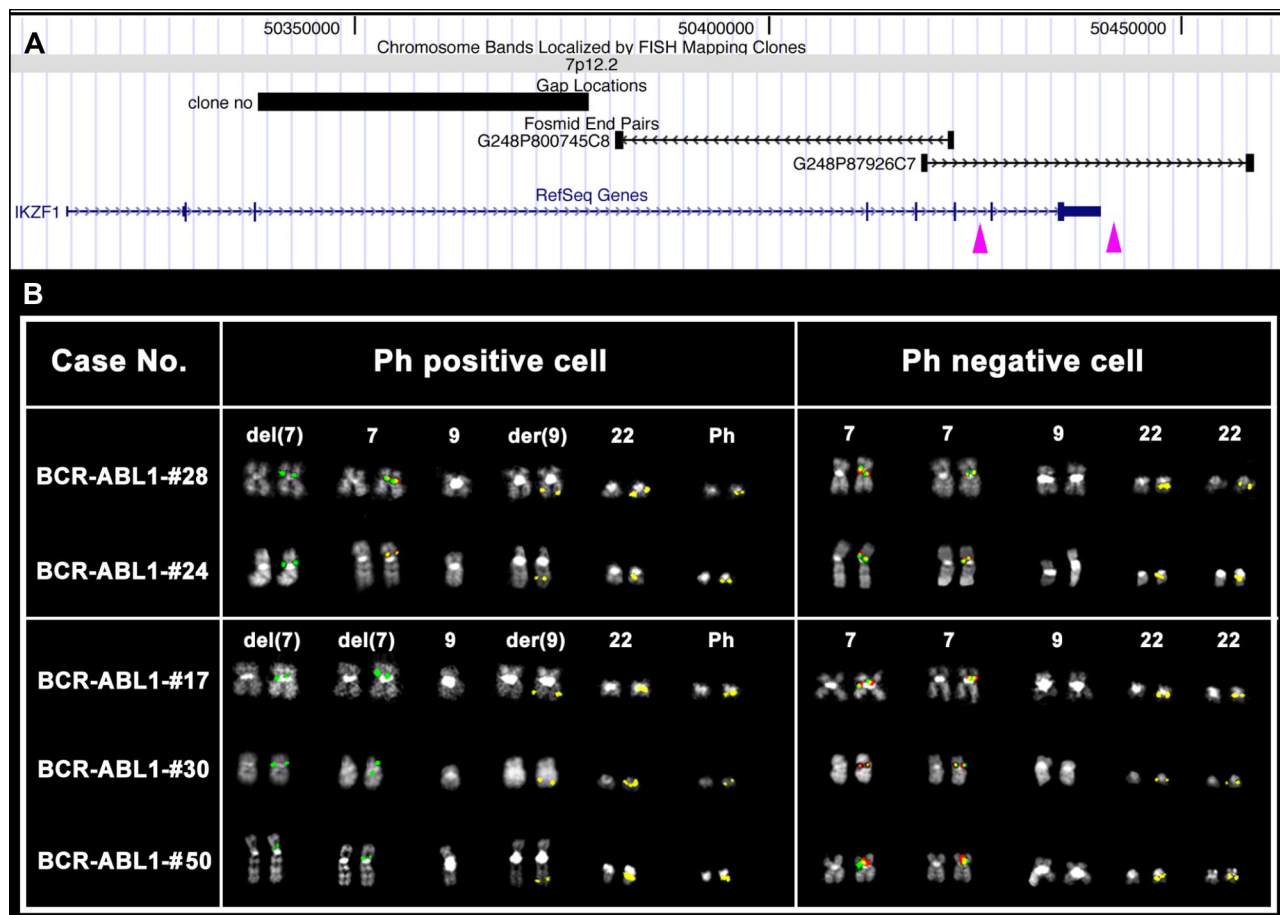 A
50350000 50400000 50450000
Chromosome Bands Localized by FISH Mapping Clones
7p12.2
Gap Locations
clone no
Fosmid End Pairs
G248P800745C8
G248P87926C7
RefSeq Genes
IKZF1
B
Case No. Ph positive cell Ph negative cell
del(7) 7 9 der(9) 22 Ph 7 7 9 22 22
BCR-ABL1-#28
BCR-ABL1-#24
del(7) del(7) 9 der(9) 22 Ph 7 7 9 22 22
BCR-ABL1-#17
BCR-ABL1-#30
BCR-ABL1-#50